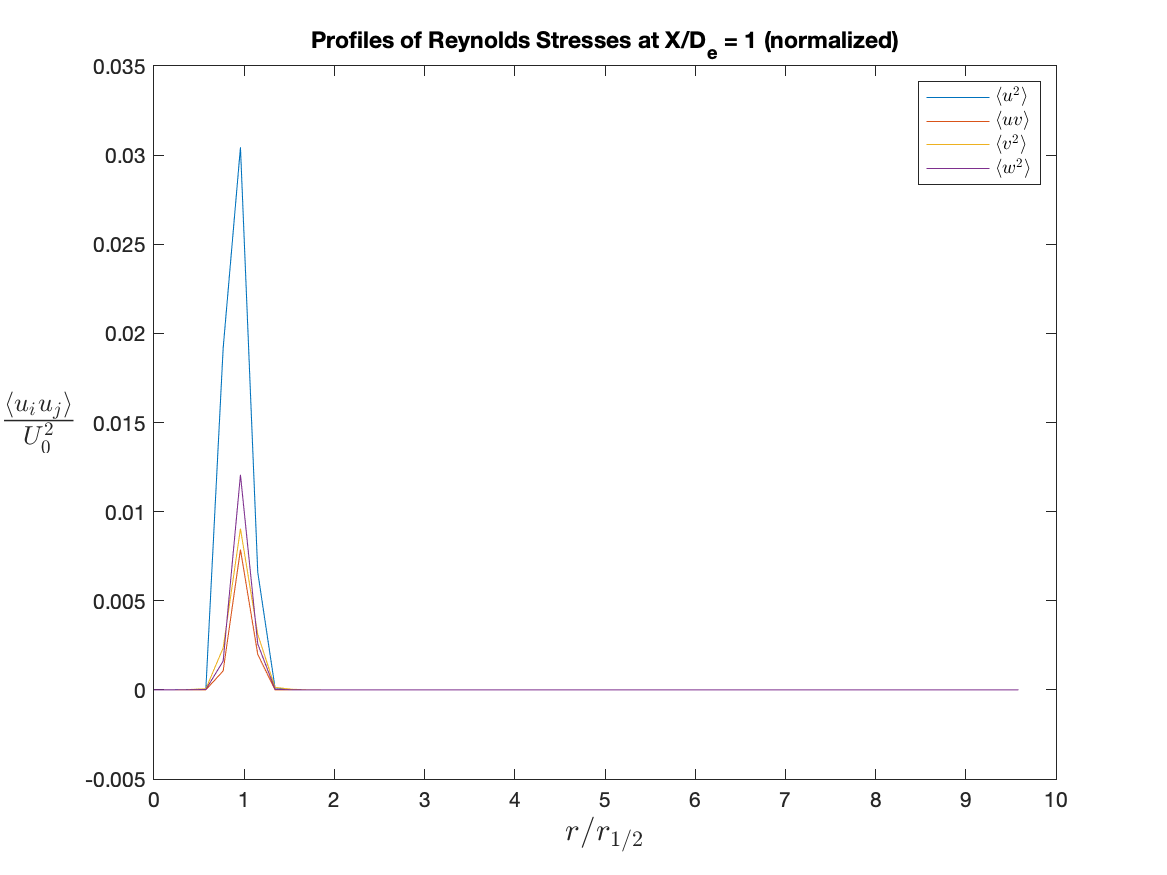 Profiles of Reynolds Stresses at X/Dₑ = 1 (normalized)
0.035
0.03
0.025
0.02
0.015
0.01
0.005
0
-0.005
⟨uᵢuⱼ⟩
U₀²
⟨u²⟩
⟨uv⟩
⟨v²⟩
⟨w²⟩
0 1 2 3 4 5 6 7 8 9 10
r/r₁/₂